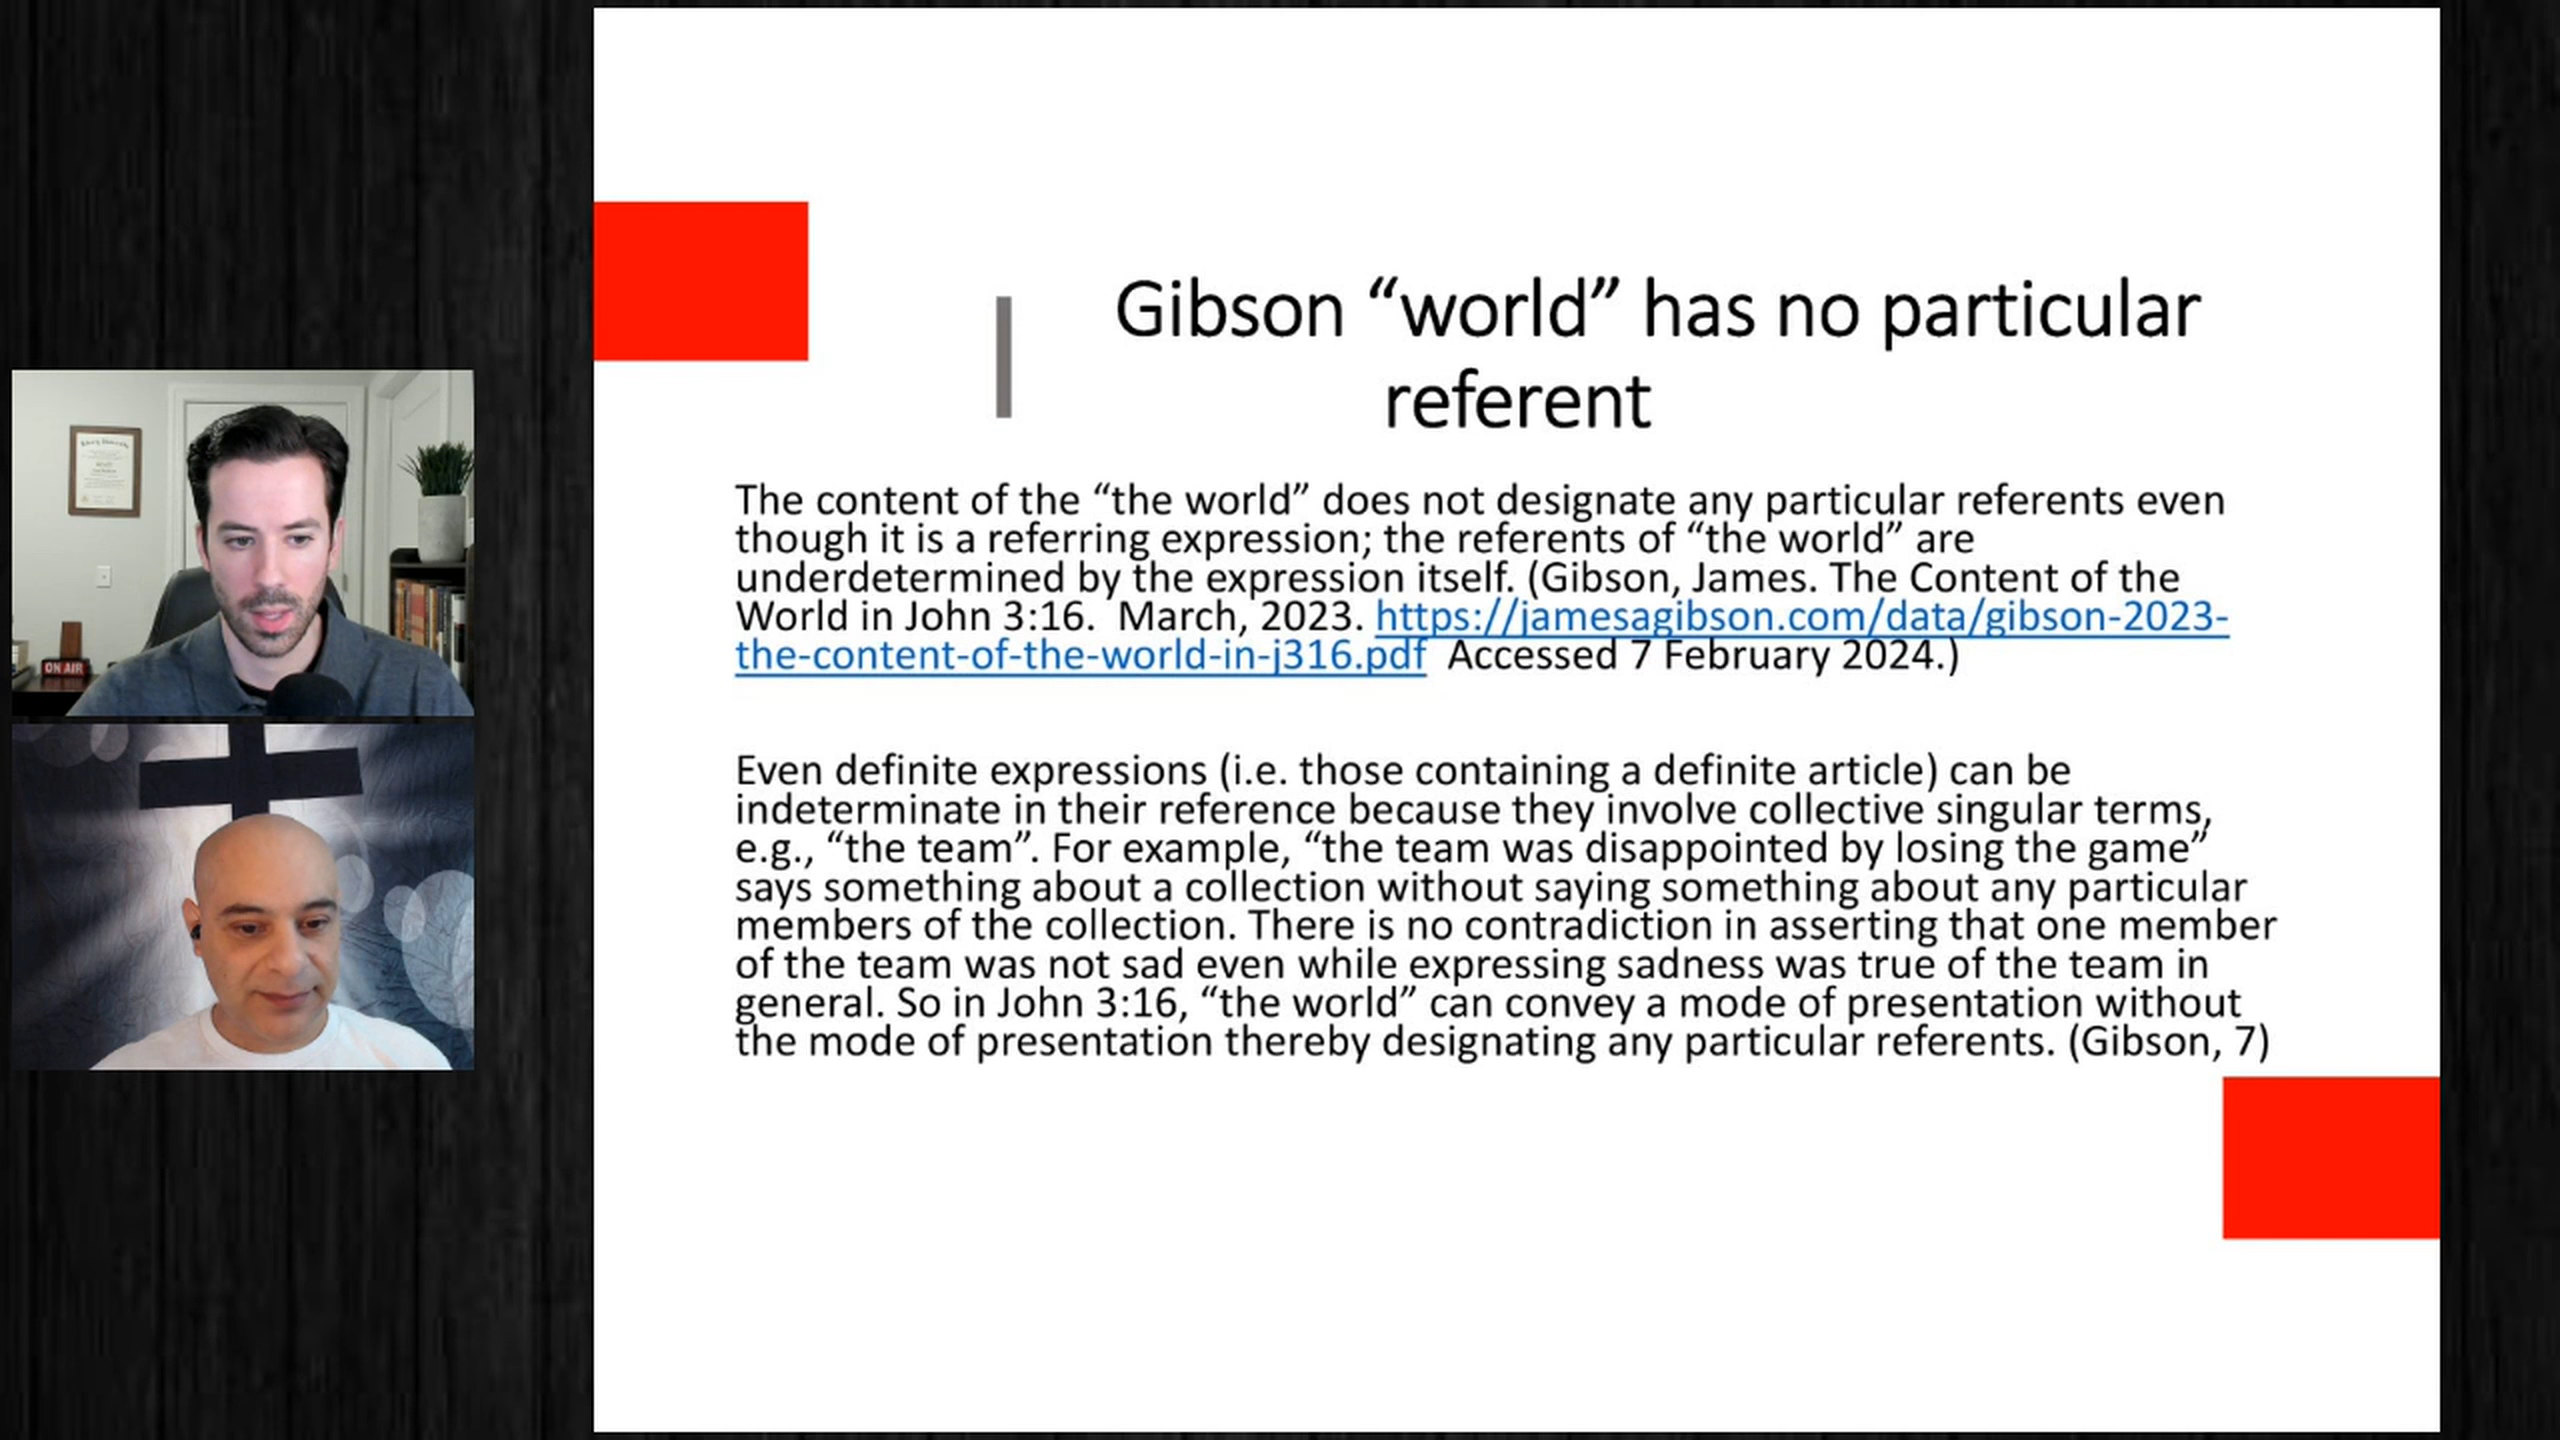 Gibson “world” has no particular
referent
The content of the “the world” does not designate any particular referents even
though it is a referring expression; the referents of “the world” are
underdetermined by the expression itself. (Gibson, James. The Content of the
World in John 3:16.  March, 2023. https://jamesagibson.com/data/gibson-2023-
the-content-of-the-world-in-j316.pdf  Accessed 7 February 2024.)
Even definite expressions (i.e. those containing a definite article) can be
indeterminate in their reference because they involve collective singular terms,
e.g., “the team”. For example, “the team was disappointed by losing the game”
says something about a collection without saying something about any particular
members of the collection. There is no contradiction in asserting that one member
of the team was not sad even while expressing sadness was true of the team in
general. So in John 3:16, “the world” can convey a mode of presentation without
the mode of presentation thereby designating any particular referents. (Gibson, 7)
ON AIR